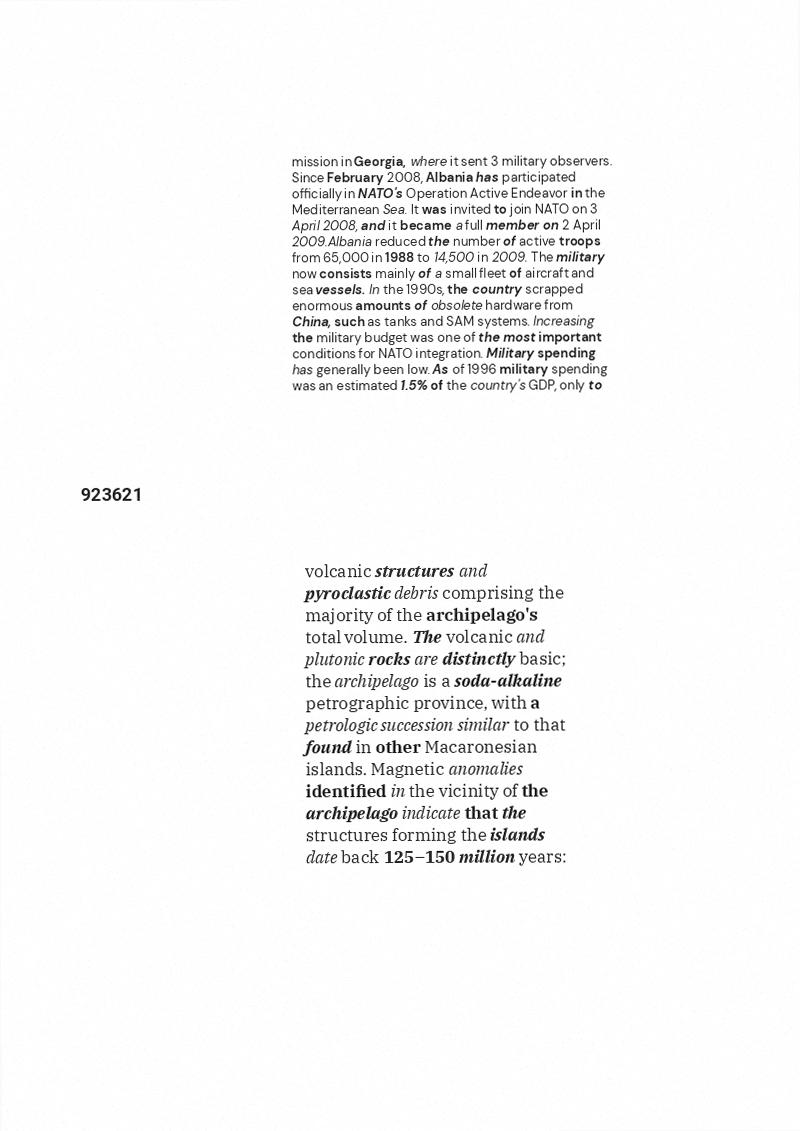 mission in Georgia, where it sent 3 military observers.
Since February 2008, Albania has participated
officially in NATO's Operation Active Endeavor in the
Mediterranean Sea. It was invited to join NATO on 3
April 2008, and it became a full member on 2 April
2009.Albania reduced the number of active troops
from 65,000 in 1988 to 14,500 in 2009. The military
now consists mainly of a small fleet of aircraft and
sea vessels. In the 1990s, the country scrapped
enormous amounts of obsolete hardware from
China, such as tanks and SAM systems. Increasing
the military budget was one of the most important
conditions for NATO integration. Military spending
has generally been low. As of 1996 military spending
was an estimated 1.5% of the country's GDP, only to
923621
volcanic structures and
pyroclastic debris comprising the
majority of the archipelago's
total volume. The volcanic and
plutonic rocks are distinctly basic;
the archipelago is a soda-alkaline
petrographic province, with a
petrologic succession similar to that
found in other Macaronesian
islands. Magnetic anomalies
identified in the vicinity of the
archipelago indicate that the
structures forming the islands
date back 125–150 million years: